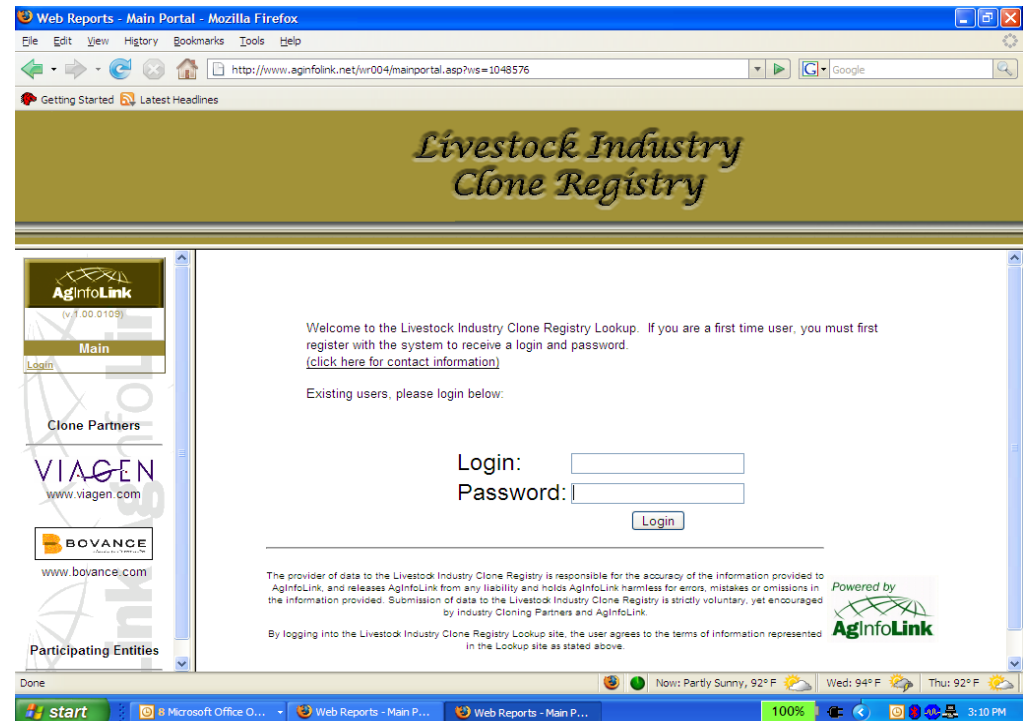 Web Reports - Main Portal - Mozilla Firefox
File Edit View History Bookmarks Tools Help
http://www.aginfolink.net/wr004/mainportal.asp?ws=1048576
G Google
Getting Started Latest Headlines
Livestock Industry
Clone Registry
AgInfoLink
(v 1.00.0109)
Main
Login
Clone Partners
VIAGEN
www.viagen.com
BOVANCE
www.bovance.com
Participating Entities
Welcome to the Livestock Industry Clone Registry Lookup. If you are a first time user, you must first
register with the system to receive a login and password.
(click here for contact information)
Existing users, please login below:
Login:
Password:
Login
The provider of data to the Livestock Industry Clone Registry is responsible for the accuracy of the information provided to
AgInfoLink, and releases AgInfoLink from any liability and holds AgInfoLink harmless for errors, mistakes or omissions in
the information provided. Submission of data to the Livestock Industry Clone Registry is strictly voluntary, yet encouraged
by industry Cloning Partners and AgInfoLink.
By logging into the Livestock Industry Clone Registry Lookup site, the user agrees to the terms of information represented
in the Lookup site as stated above.
Powered by
AgInfoLink
Done
Now: Partly Sunny, 92° F Wed: 94° F Thu: 92° F
start 8 Microsoft Office O... Web Reports - Main P... Web Reports - Main P... 100% 3:10 PM